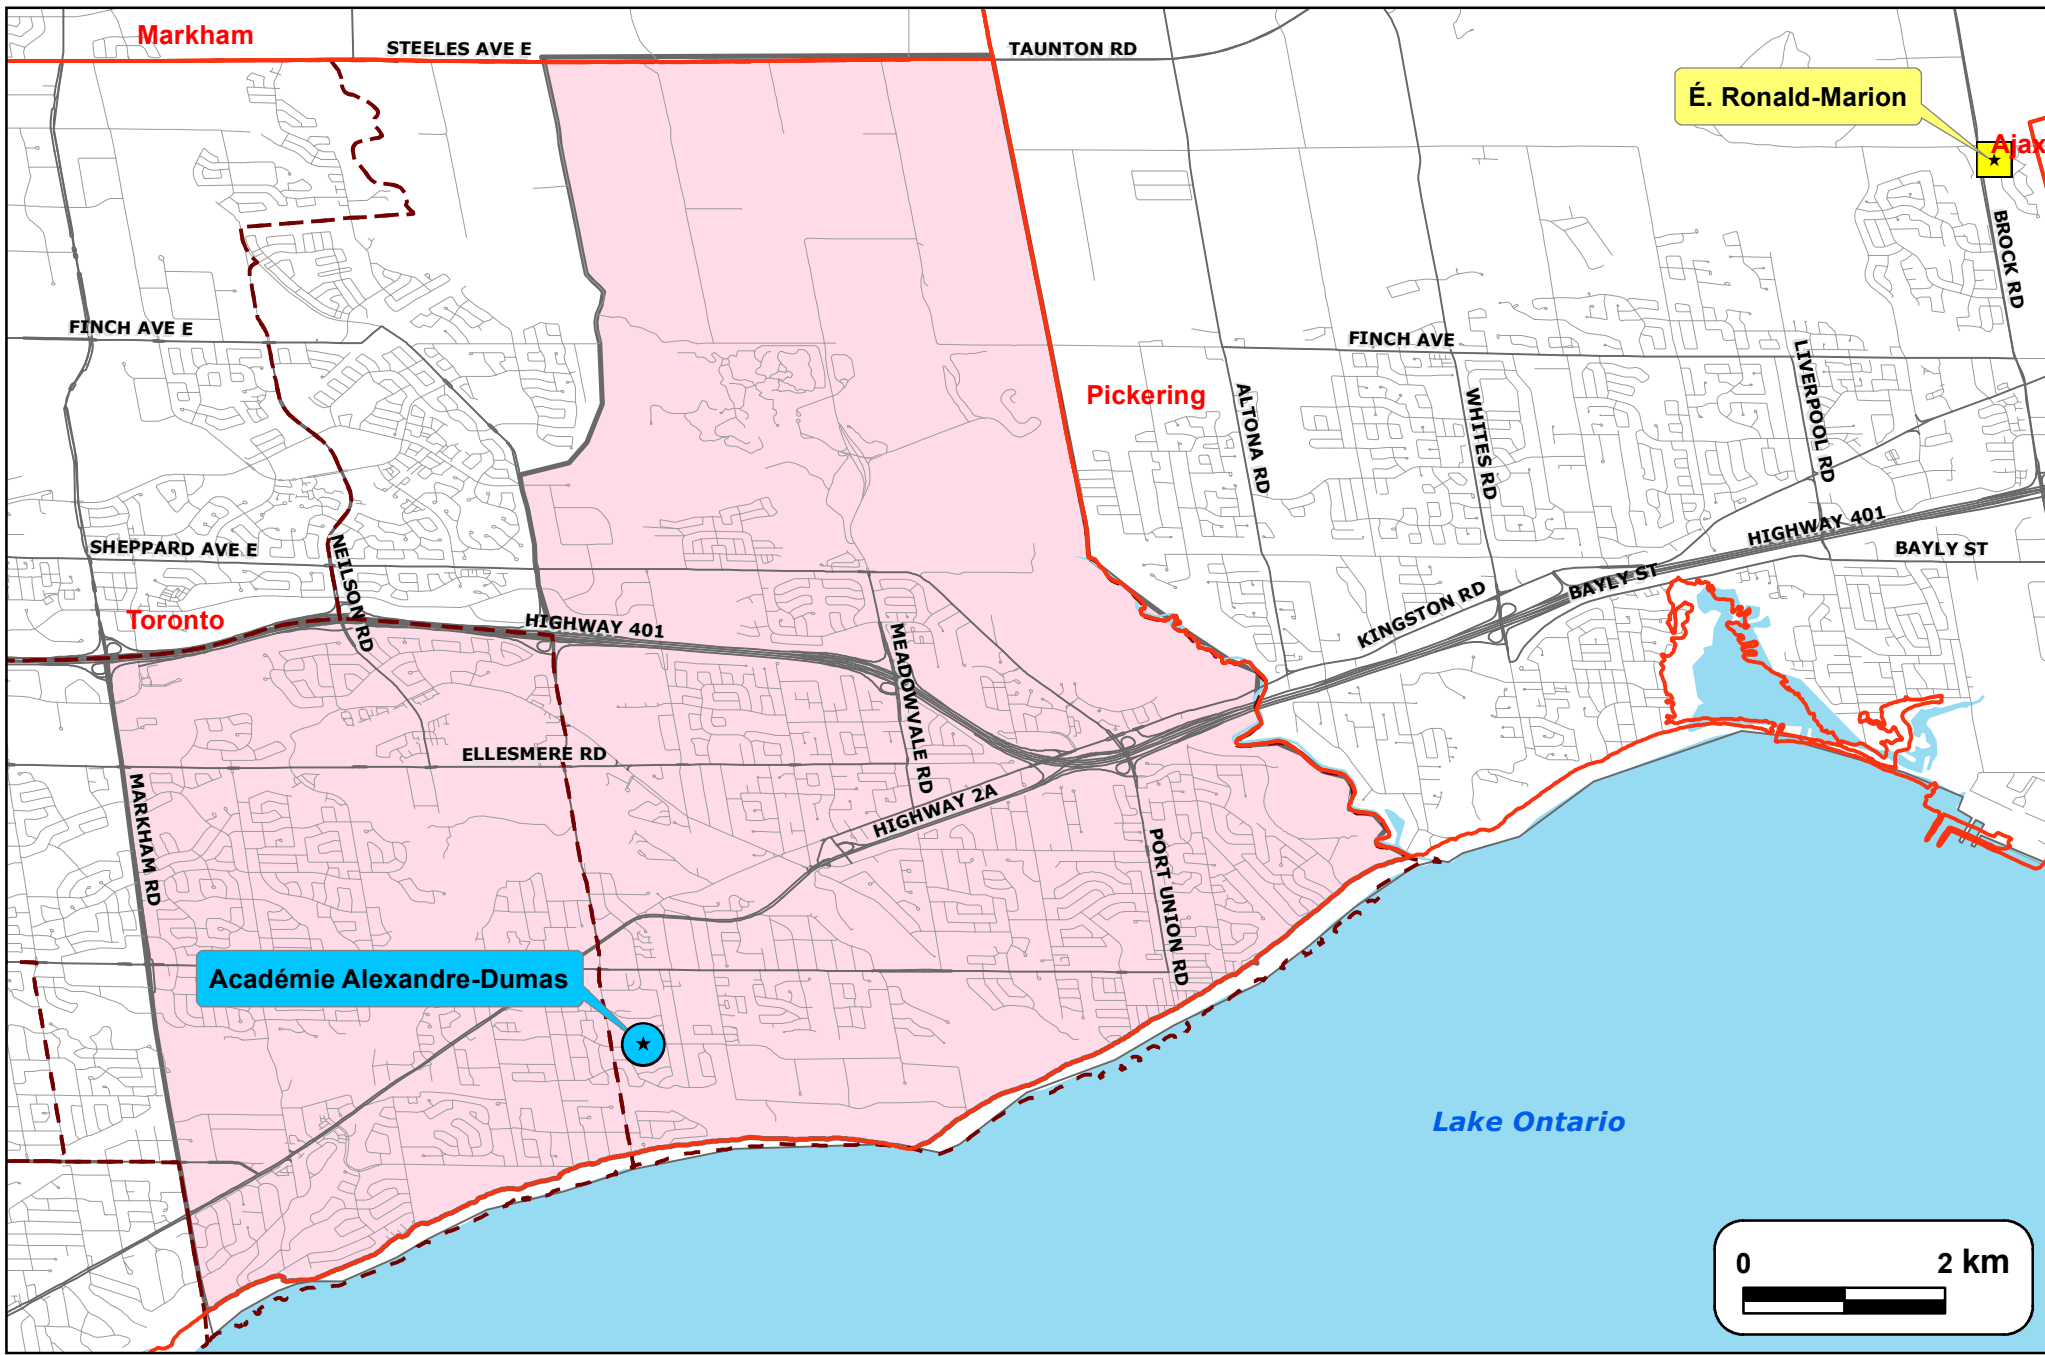 Markham
STEELES AVE E
TAUNTON RD
É. Ronald-Marion
Ajax
BROCK RD
FINCH AVE E
FINCH AVE
LIVERPOOL RD
Pickering
ALTONA RD
WHITES RD
HIGHWAY 401
SHEPPARD AVE E
NEILSON RD
BAYLY ST
BAYLY ST
KINGSTON RD
Toronto
HIGHWAY 401
MEADOWVALE RD
ELLESMERE RD
MARKHAM RD
HIGHWAY 2A
PORT UNION RD
Académie Alexandre-Dumas
Lake Ontario
0 2 km